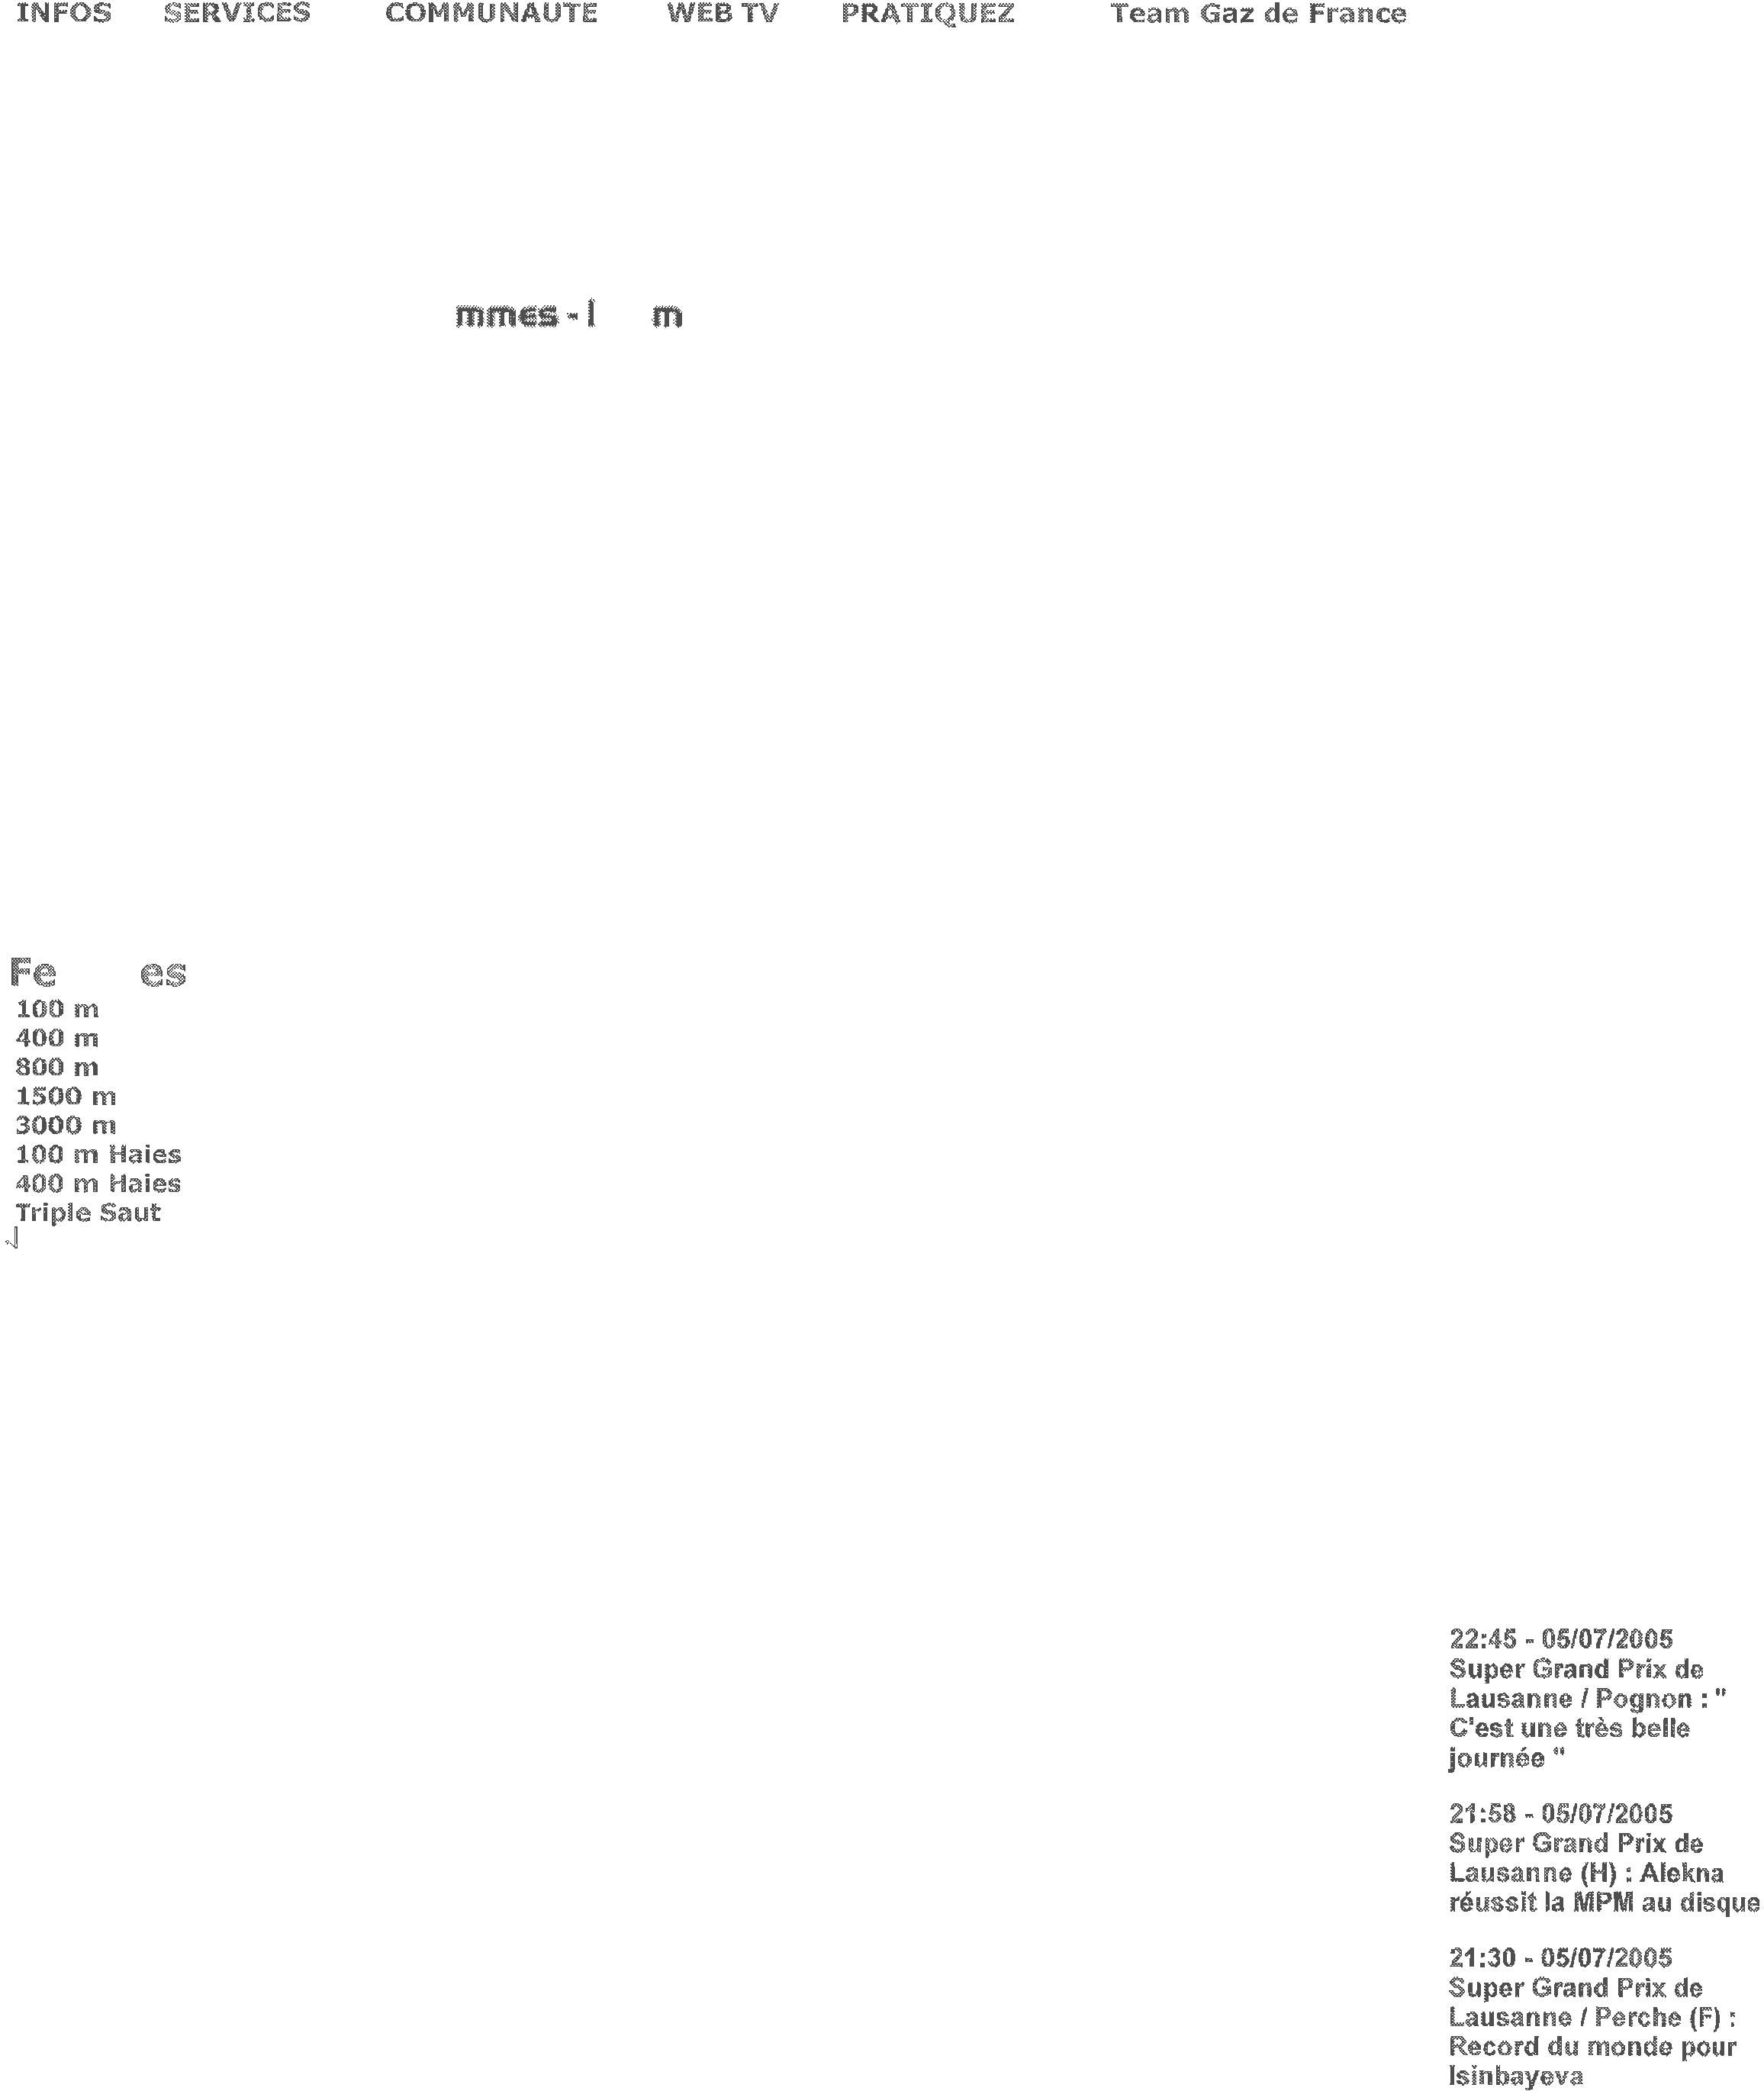 INFOS SERVICES COMMUNAUTE WEB TV PRATIQUEZ Team Gaz de France
100 m
400 m
800 m
1500 m
3000 m
100 m Haies
400 m Haies
Triple Saut
22:45 - 05/07/2005
Super Grand Prix de
Lausanne / Pognon : "
C'est une très belle
journée "
21:58 - 05/07/2005
Super Grand Prix de
Lausanne (H) : Alekna
réussit la MPM au disque
21:30 - 05/07/2005
Super Grand Prix de
Lausanne / Perche (F) :
Record du monde pour
Isinbayeva